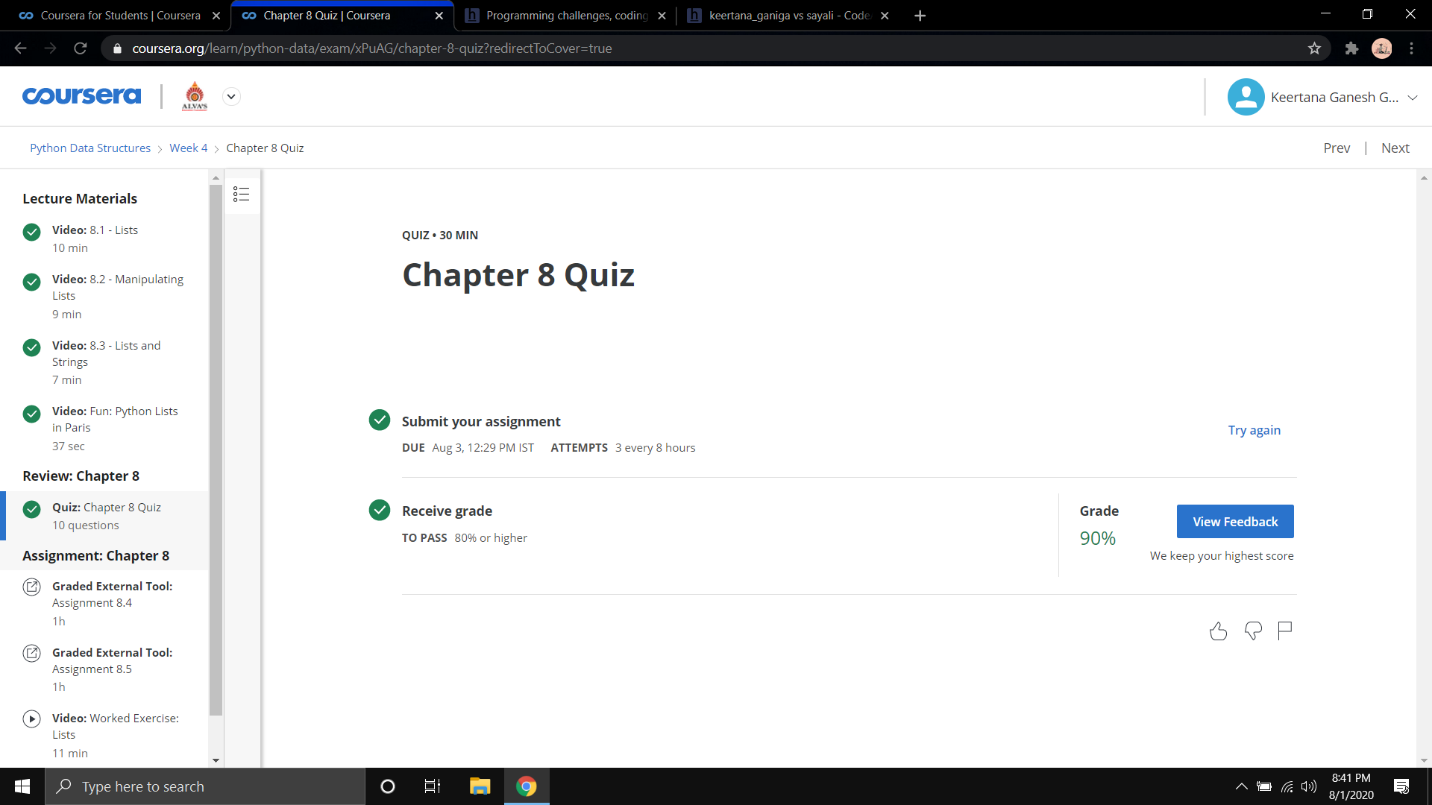 Coursera for Students | Coursera
Chapter 8 Quiz | Coursera
Programming challenges, coding
keertana_ganiga vs sayali - Code
coursera.org/learn/python-data/exam/xPuAG/chapter-8-quiz?redirectToCover=true
coursera
ALVA'S
Keertana Ganesh G...
Python Data Structures > Week 4 > Chapter 8 Quiz
Prev | Next
Lecture Materials
Video: 8.1 - Lists
10 min
Video: 8.2 - Manipulating
Lists
9 min
Video: 8.3 - Lists and
Strings
7 min
Video: Fun: Python Lists
in Paris
37 sec
Review: Chapter 8
Quiz: Chapter 8 Quiz
10 questions
Assignment: Chapter 8
Graded External Tool:
Assignment 8.4
1h
Graded External Tool:
Assignment 8.5
1h
Video: Worked Exercise:
Lists
11 min
QUIZ • 30 MIN
Chapter 8 Quiz
Submit your assignment
DUE Aug 3, 12:29 PM IST ATTEMPTS 3 every 8 hours
Try again
Receive grade
TO PASS 80% or higher
Grade
90%
View Feedback
We keep your highest score
Type here to search
8:41 PM
8/1/2020